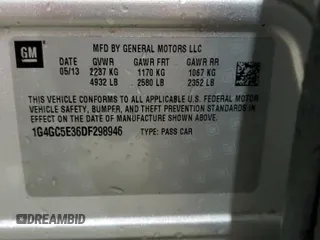 GM
MFD BY GENERAL MOTORS LLC
DATE GVWR GAWR FRT GAWR RR
05/13 2237 KG 1170 KG 1067 KG
4932 LB 2580 LB 2352 LB
THIS VEHICLE CONFORMS TO ALL APPLICABLE U.S. FEDERAL MOTOR
VEHICLE SAFETY, BUMPER, AND THEFT PREVENTION STANDARDS
IN EFFECT ON THE DATE OF MANUFACTURE SHOWN ABOVE.
1G4GC5E36DF298946 TYPE: PASS CAR
DREAMBID